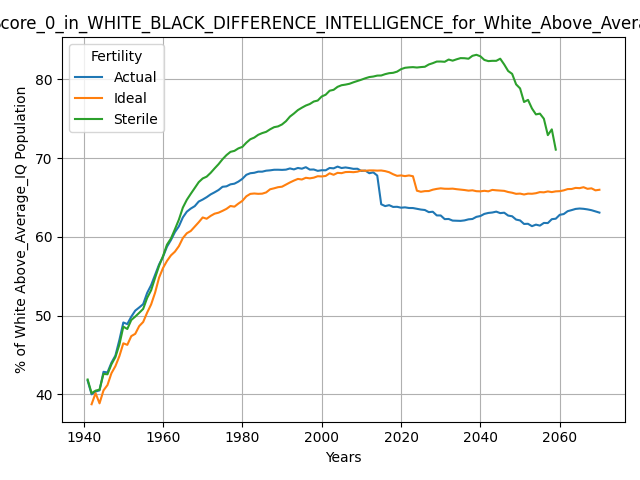 score_0_in_WHITE_BLACK_DIFFERENCE_INTELLIGENCE_for_White_Above_Avera
Fertility
Actual
Ideal
Sterile
% of White Above_Average_IQ Population
80
70
60
50
40
1940 1960 1980 2000 2020 2040 2060
Years